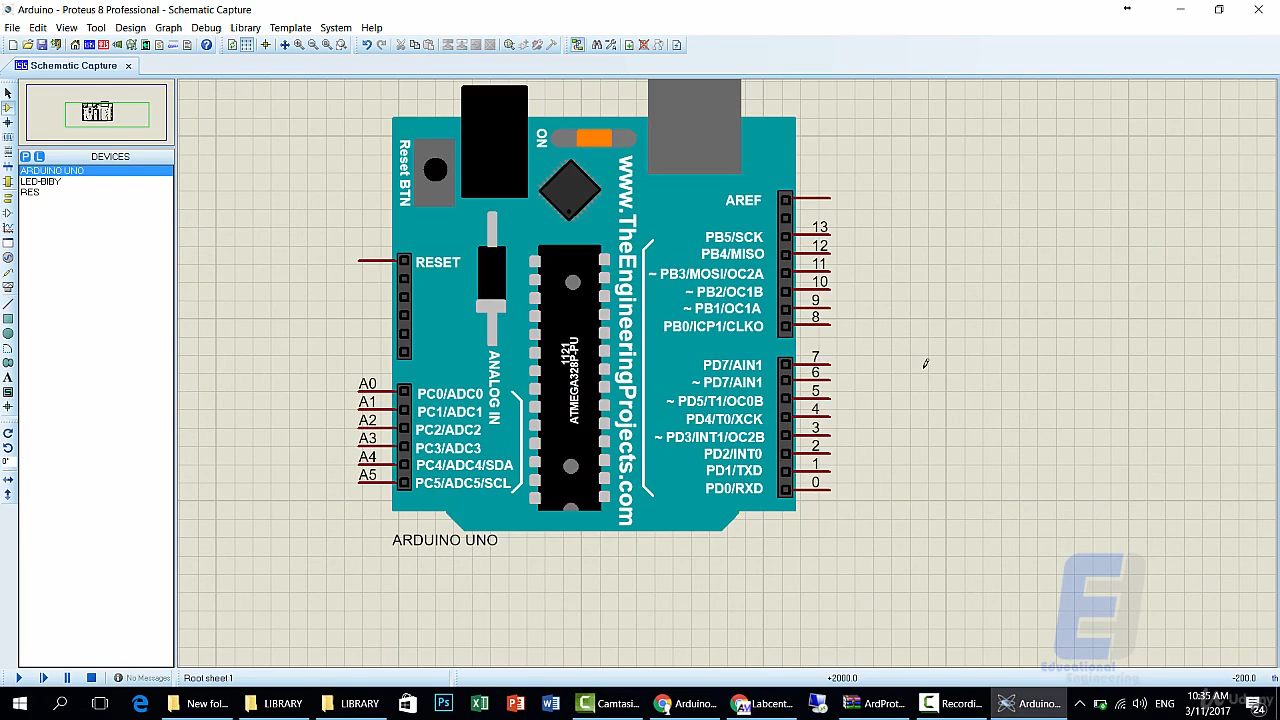 Arduino - Proteus 8 Professional - Schematic Capture
File Edit View Tool Design Graph Debug Library Template System Help
Schematic Capture
P L DEVICES
ARDUINO UNO
LED-BIBY
RES
Reset BTN
ON
www.TheEngineeringProjects.com
AREF
PB5/SCK 13
PB4/MISO 12
~ PB3/MOSI/OC2A 11
~ PB2/OC1B 10
~ PB1/OC1A 9
PB0/ICP1/CLKO 8
RESET
ANALOG IN
1121
ATMEGA328P-PU
PD7/AIN1 7
~ PD7/AIN1 6
~ PD5/T1/OC0B 5
PD4/T0/XCK 4
~ PD3/INT1/OC2B 3
PD2/INT0 2
PD1/TXD 1
PD0/RXD 0
A0 PC0/ADC0
A1 PC1/ADC1
A2 PC2/ADC2
A3 PC3/ADC3
A4 PC4/ADC4/SDA
A5 PC5/ADC5/SCL
ARDUINO UNO
Educational
Engineering
No Messages Root sheet 1 +2000.0 -200.0
New fol... LIBRARY LIBRARY Camtasi... Arduino... Labcent... ArdProt... Recordi... Arduino... ENG 10:35 AM
3/11/2017
Udemy